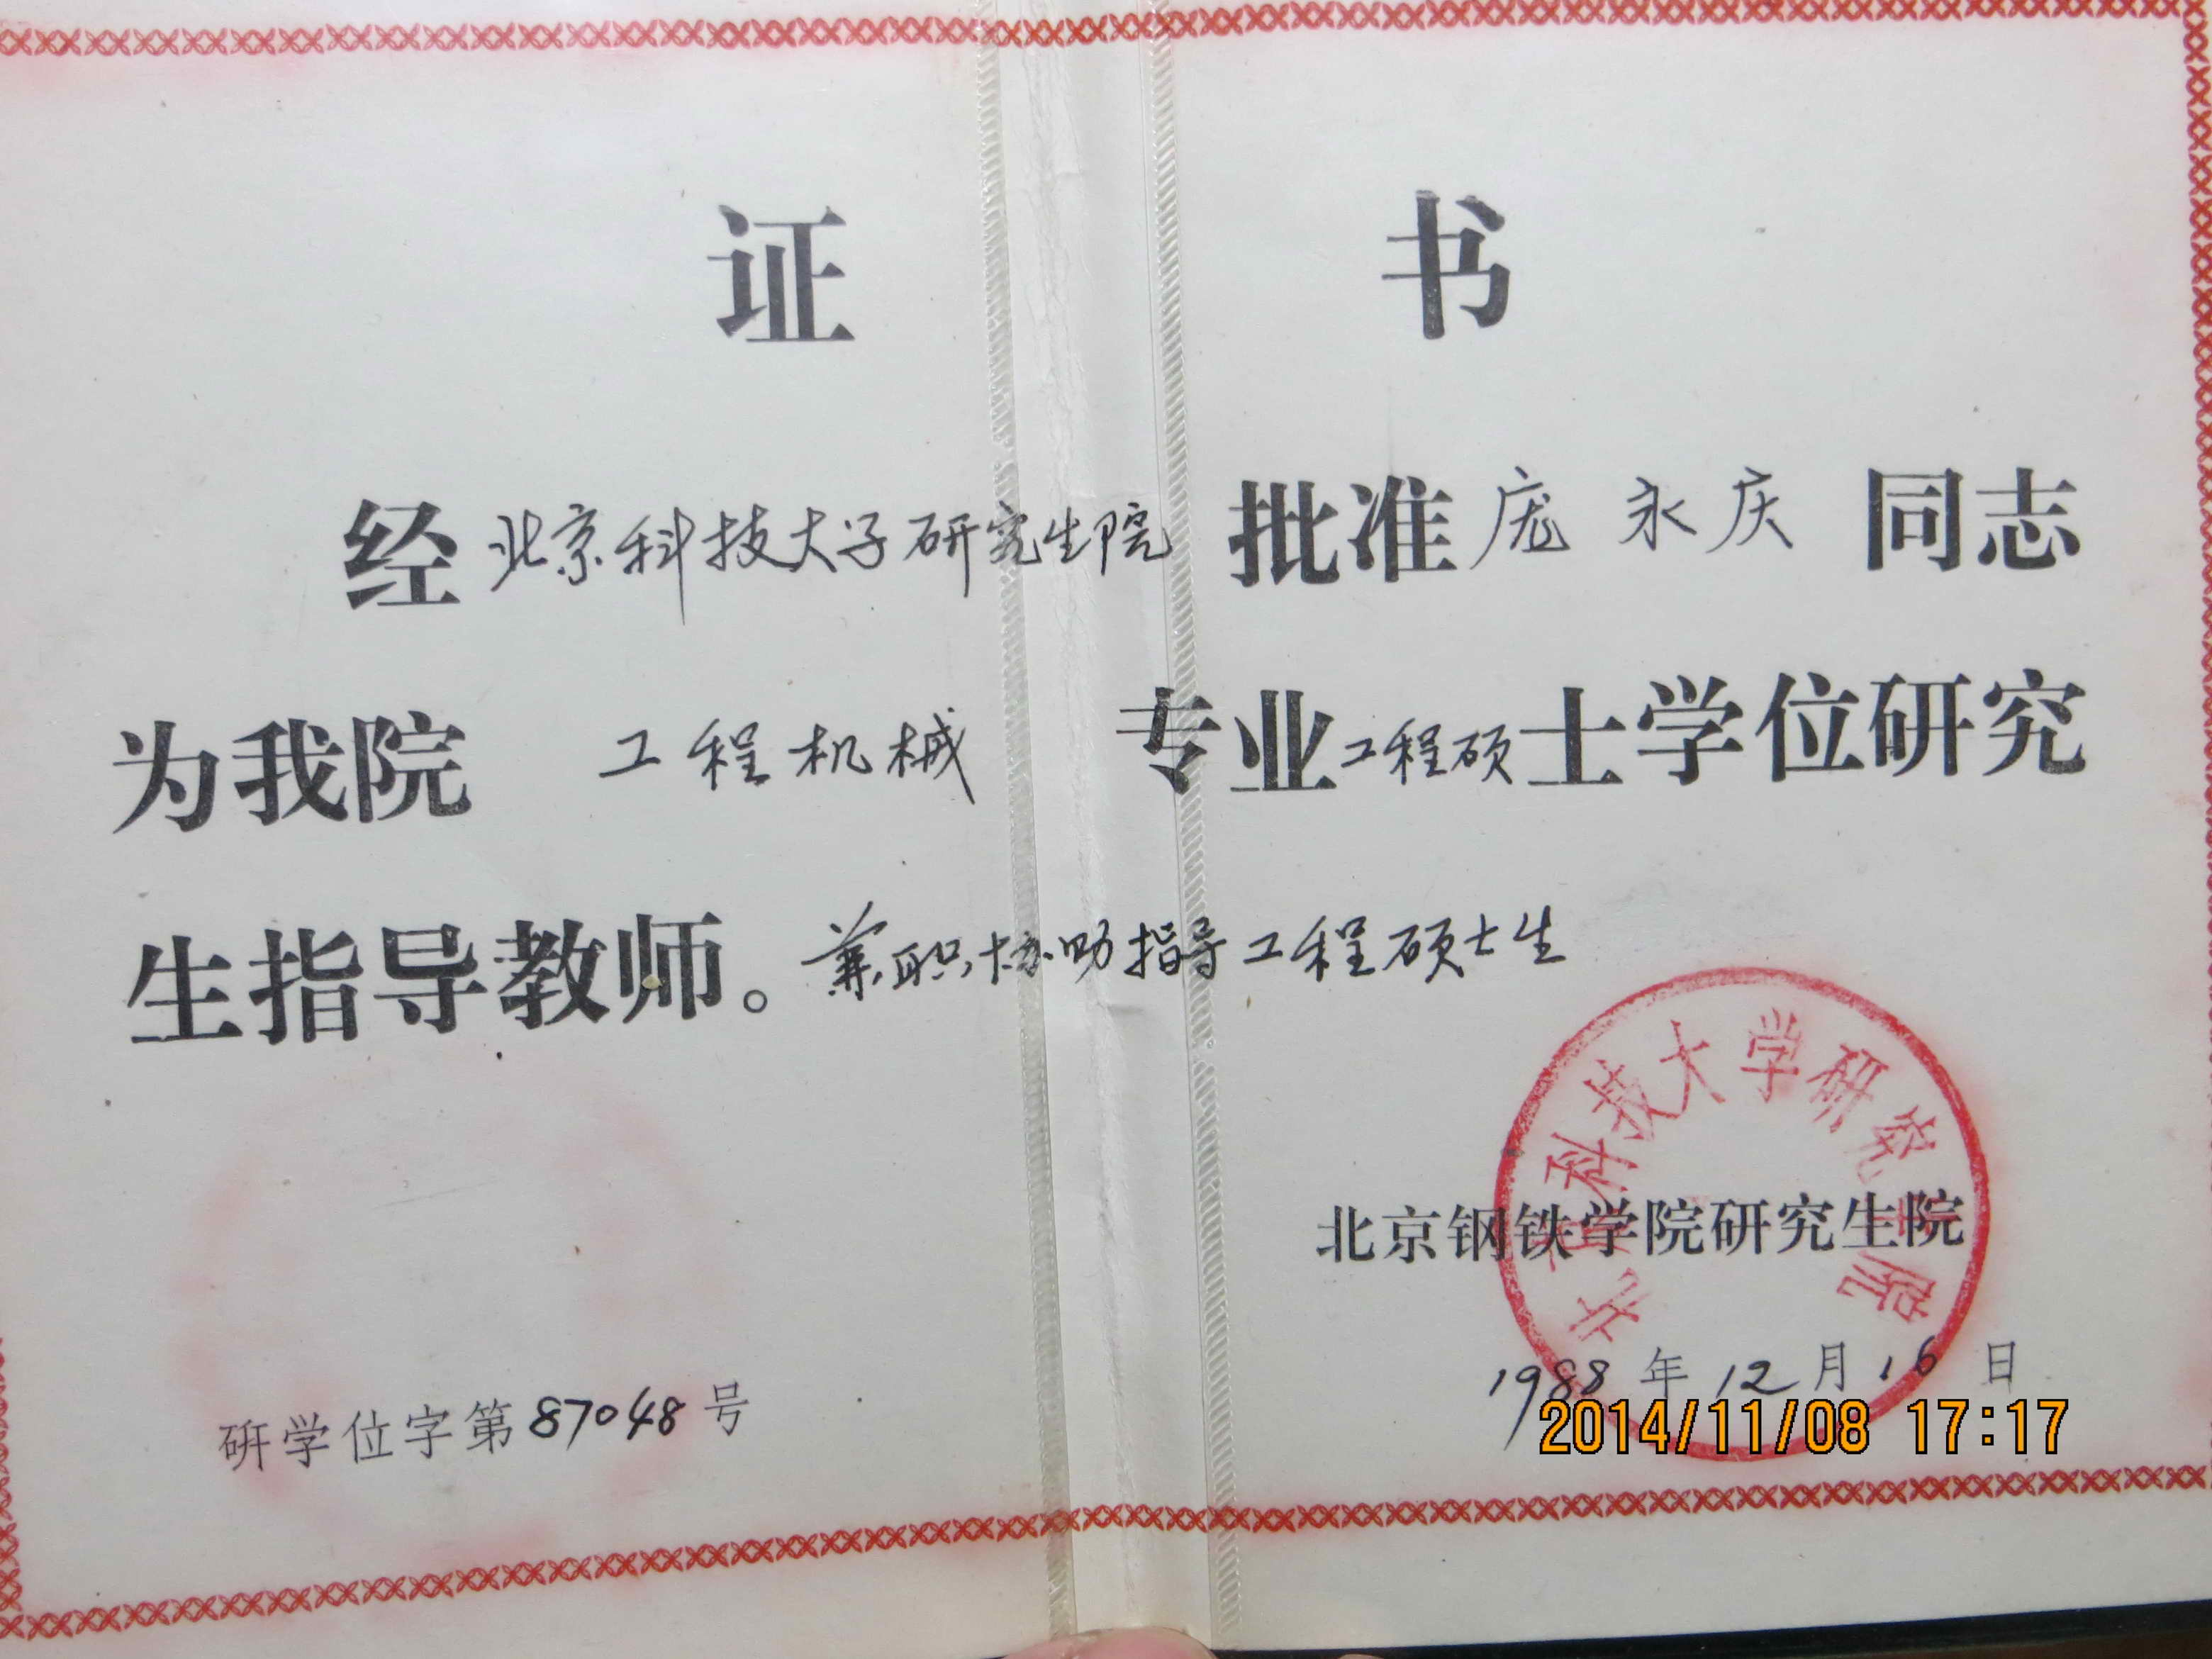 证书
经北京科技大学研究生院批准庞永庆同志
为我院工程机械专业工程硕士学位研究
生指导教师。兼职协助指导工程硕士生
北京科技大学研究生院
北京钢铁学院研究生院
1988年12月16日
研学位字第87048号
2014/11/08 17:17